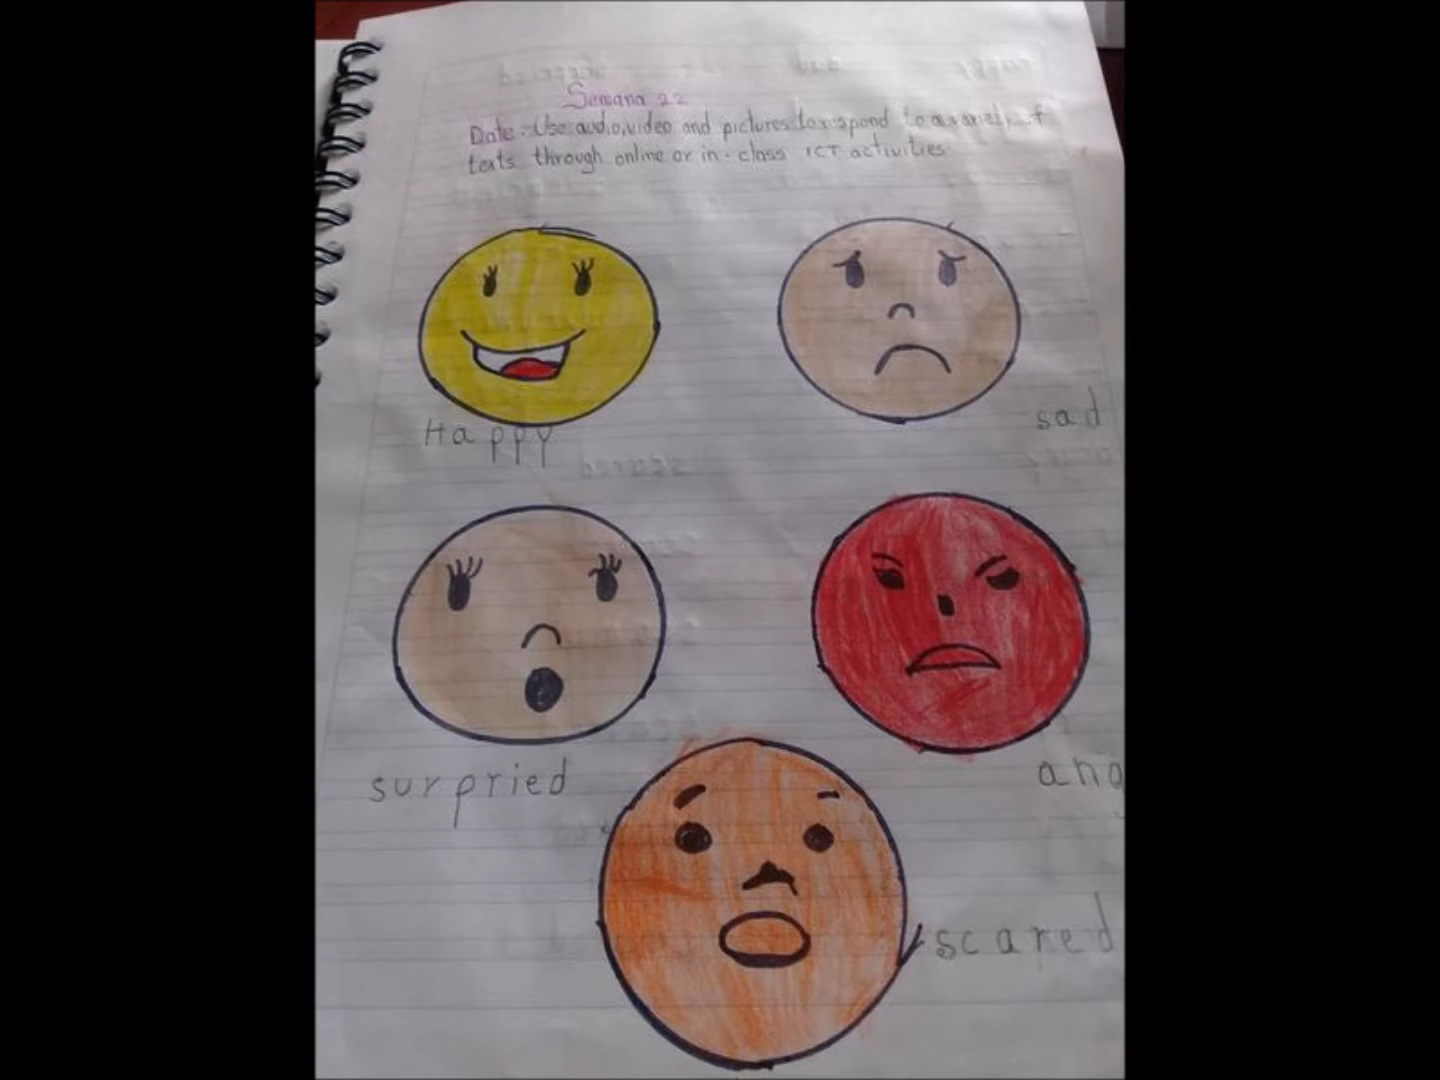 Semana 22
Date: Use audio, video and pictures to respond to a variety of
texts through online or in-class ICT activities.
Happy
sad
surpried
ang
scared